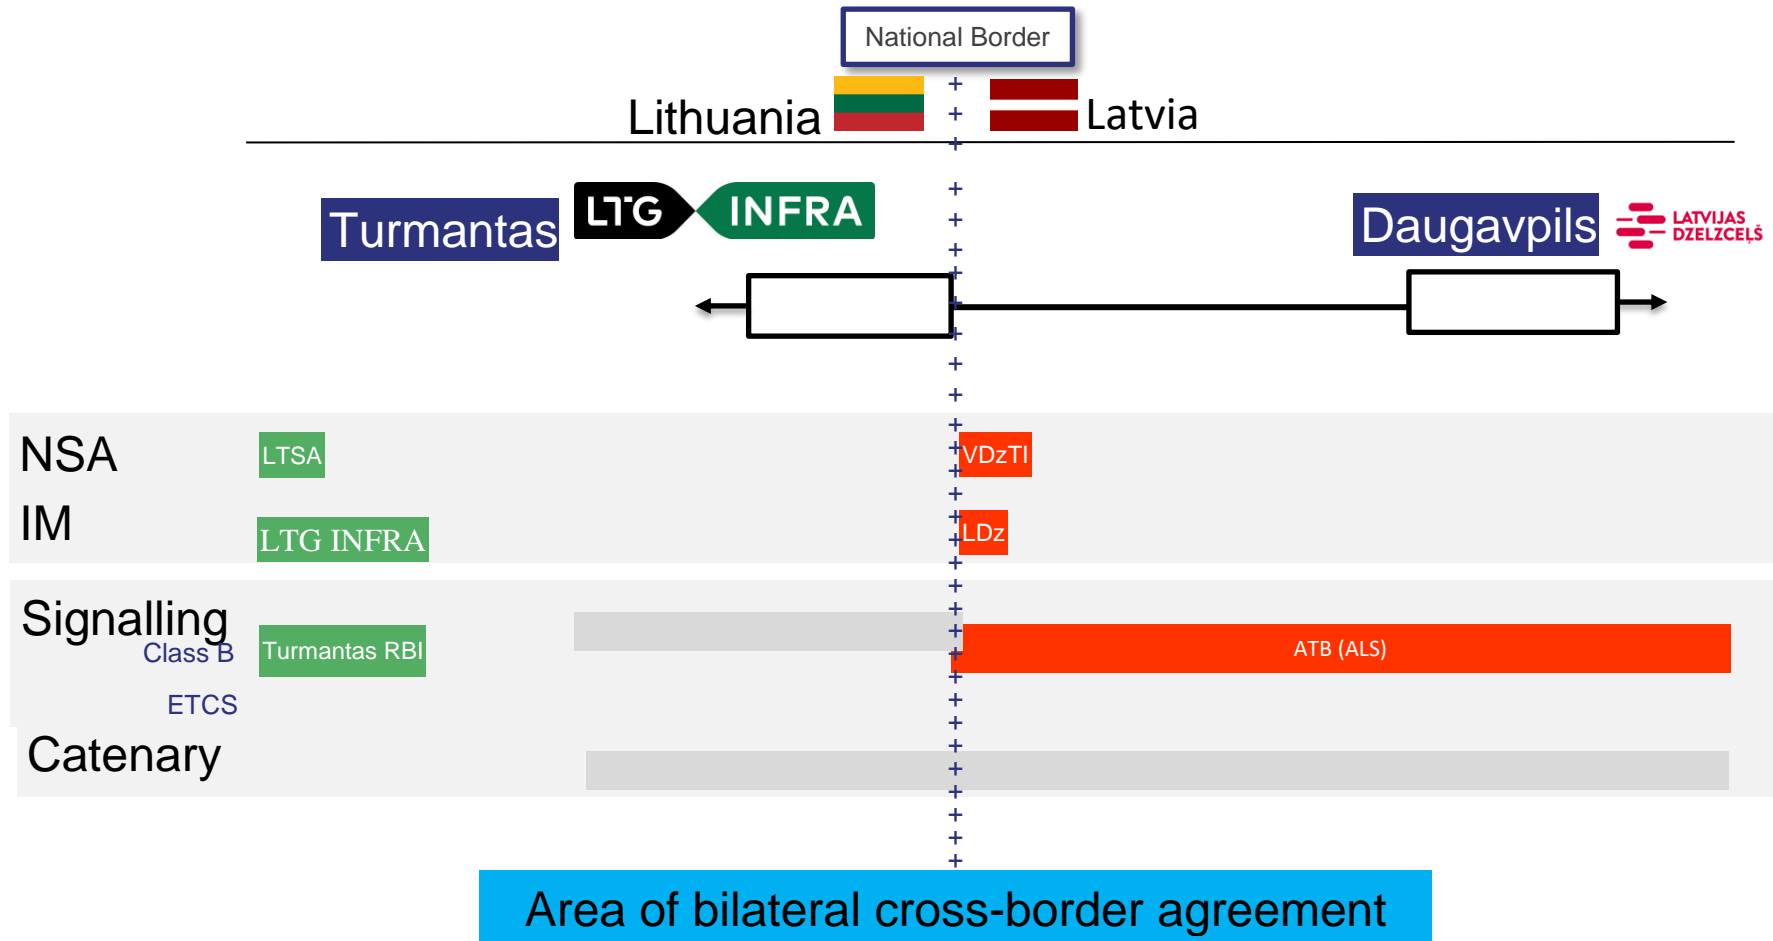 National Border
Lithuania
Latvia
Turmantas
LTG INFRA
Daugavpils
LATVIJAS
DZELZCEĻŠ
NSA
LTSA
VDzTI
IM
LTG INFRA
LDz
Signalling
Class B
Turmantas RBI
ATB (ALS)
ETCS
Catenary
Area of bilateral cross-border agreement